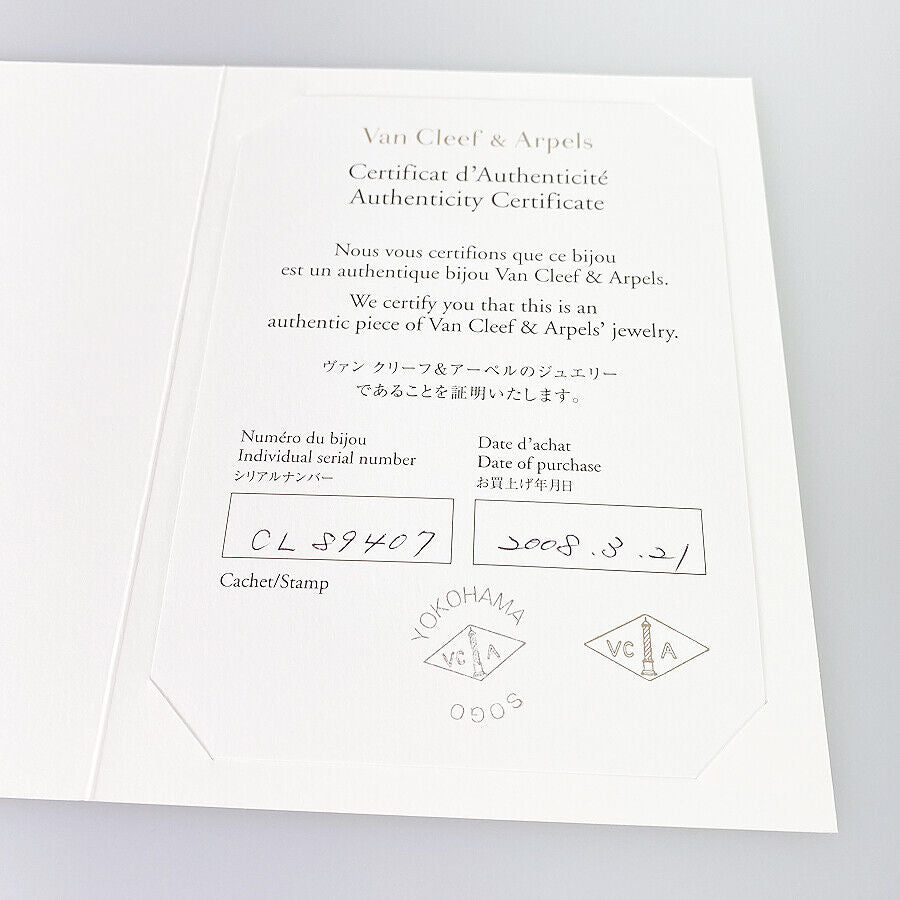 Van Cleef & Arpels
Certificat d'Authenticité
Authenticity Certificate
Nous vous certifions que ce bijou
est un authentique bijou Van Cleef & Arpels.
We certify you that this is an
authentic piece of Van Cleef & Arpels' jewelry.
ヴァン クリーフ&アーペルのジュエリー
であることを証明いたします。
Numéro du bijou
Individual serial number
シリアルナンバー
CL 89407
Date d'achat
Date of purchase
お買上げ年月日
2008.3.21
Cachet/Stamp
YOKOHAMA
VC A
SOGO
VC A